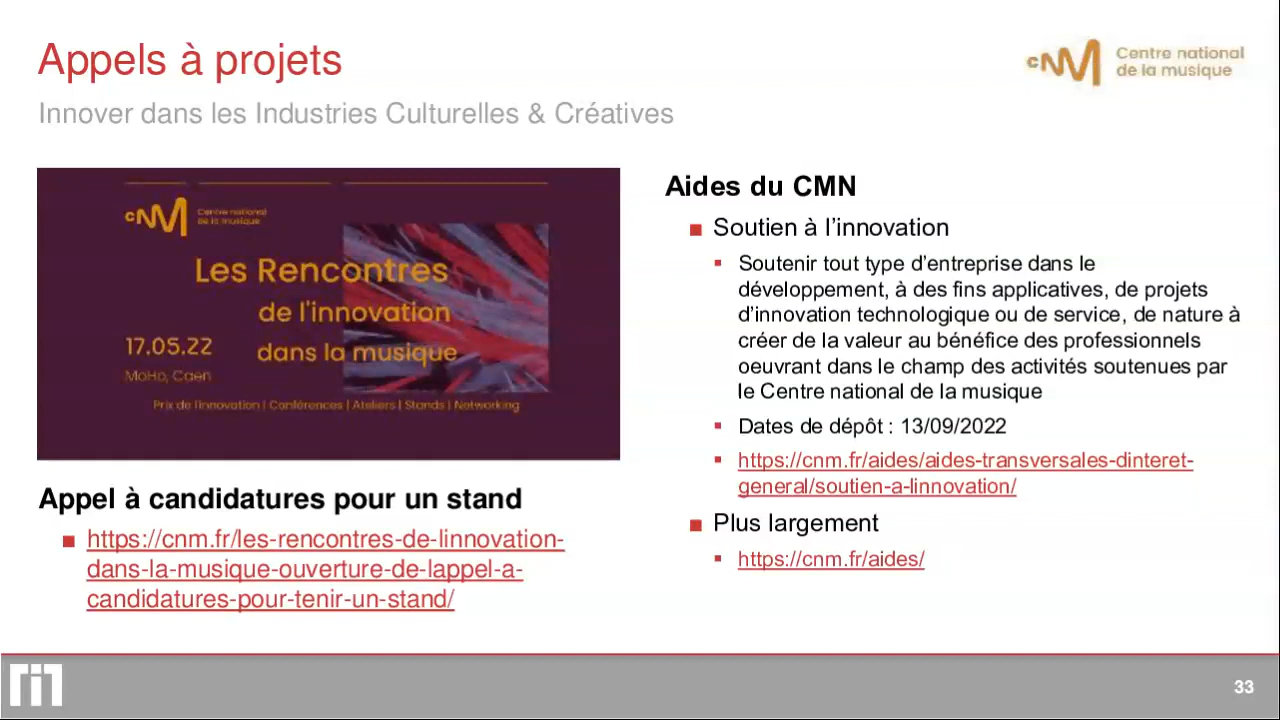 Appels à projets
Innover dans les Industries Culturelles & Créatives
cNM Centre national
de la musique
cNM Centre national
de la musique
Les Rencontres
de l'innovation
dans la musique
17.05.22
MoHo, Caen
Prix de l'innovation | Conférences | Ateliers | Stands | Networking
Appel à candidatures pour un stand
https://cnm.fr/les-rencontres-de-linnovation-
dans-la-musique-ouverture-de-lappel-a-
candidatures-pour-tenir-un-stand/
Aides du CMN
Soutien à l’innovation
Soutenir tout type d’entreprise dans le
développement, à des fins applicatives, de projets
d’innovation technologique ou de service, de nature à
créer de la valeur au bénéfice des professionnels
oeuvrant dans le champ des activités soutenues par
le Centre national de la musique
Dates de dépôt : 13/09/2022
https://cnm.fr/aides/aides-transversales-dinteret-
general/soutien-a-linnovation/
Plus largement
https://cnm.fr/aides/
33